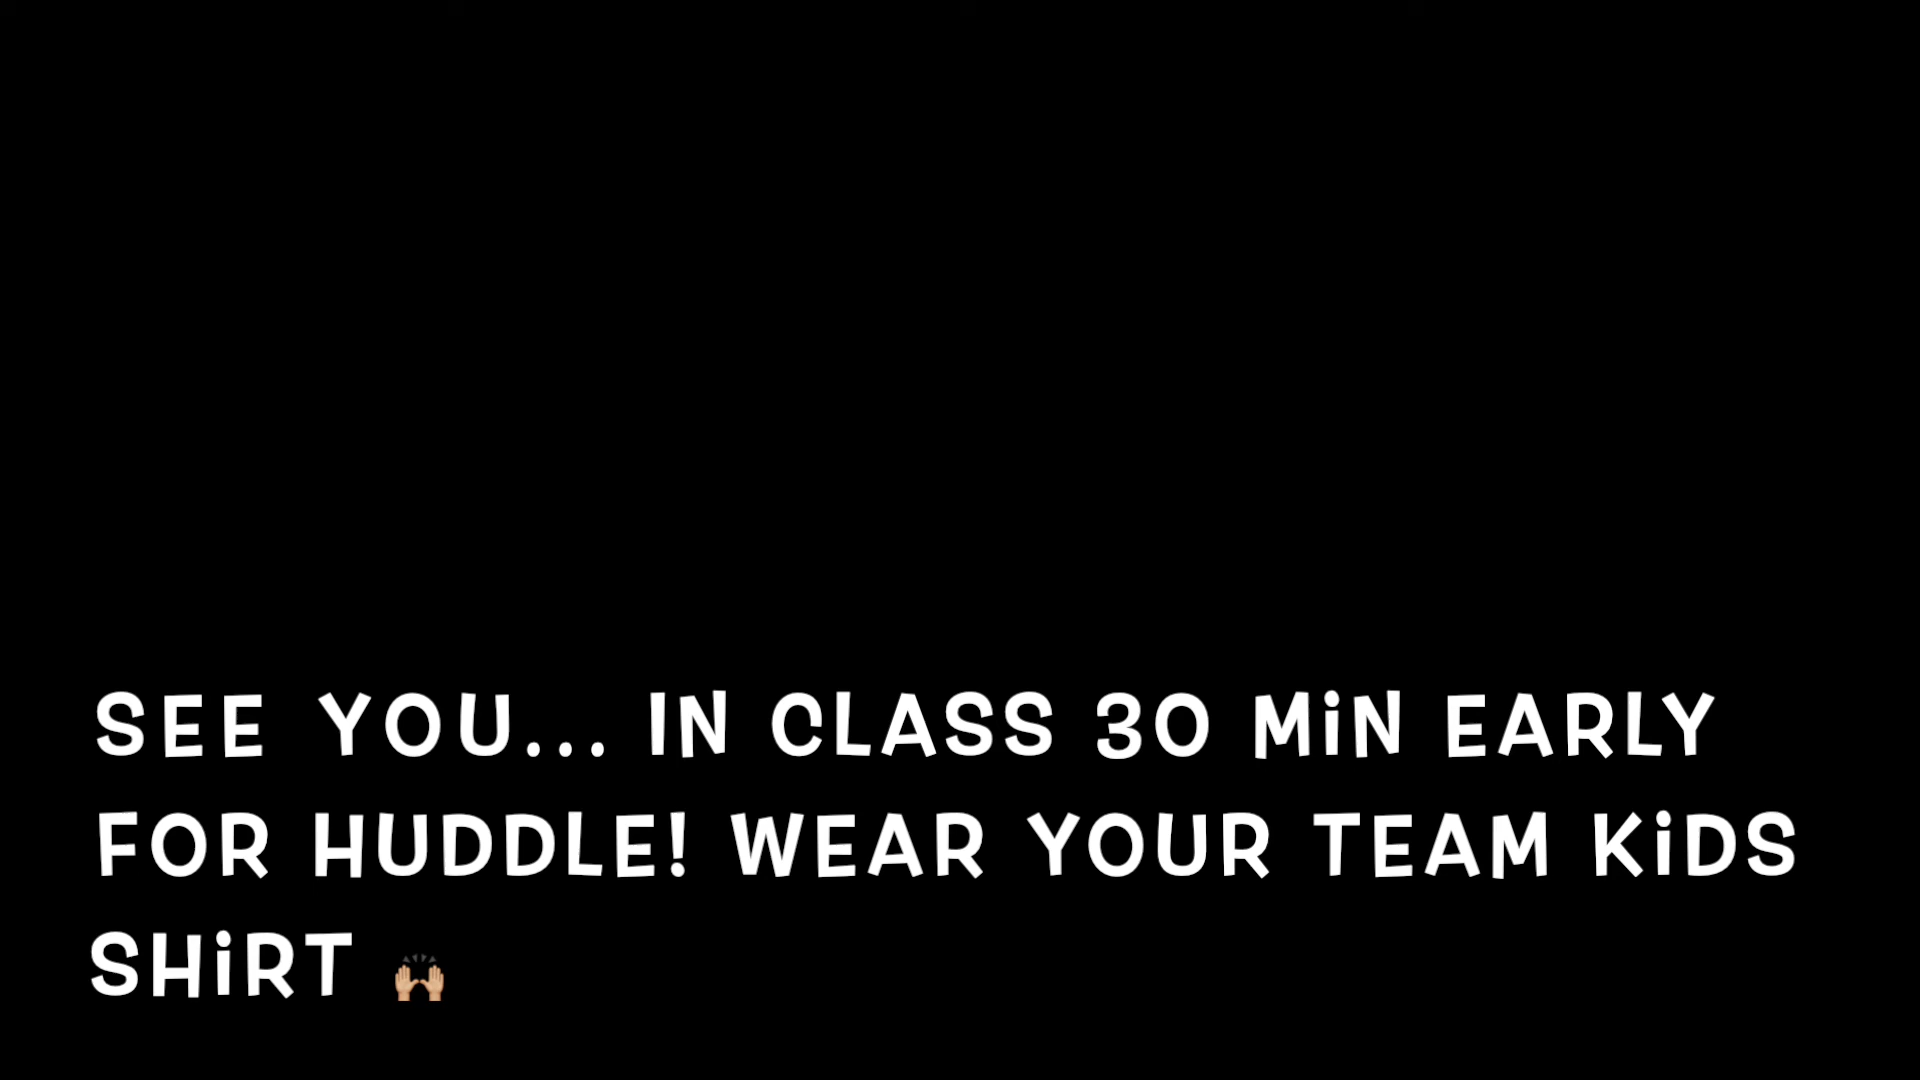 SEE YOU... IN CLASS 30 MiN EARLY
FOR HUDDLE! WEAR YOUR TEAM KiDS
SHiRT 🙌🏼